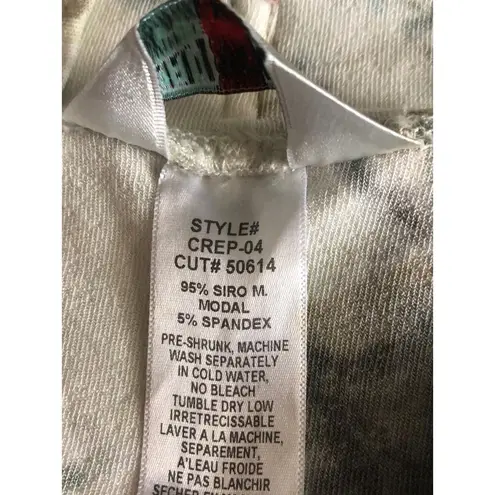 STYLE#
CREP-04
CUT# 50614
95% SIRO M.
MODAL
5% SPANDEX
PRE-SHRUNK, MACHINE
WASH SEPARATELY
IN COLD WATER,
NO BLEACH
TUMBLE DRY LOW
IRRETRECISSABLE
LAVER A LA MACHINE,
SEPAREMENT,
A'LEAU FROIDE
NE PAS BLANCHIR